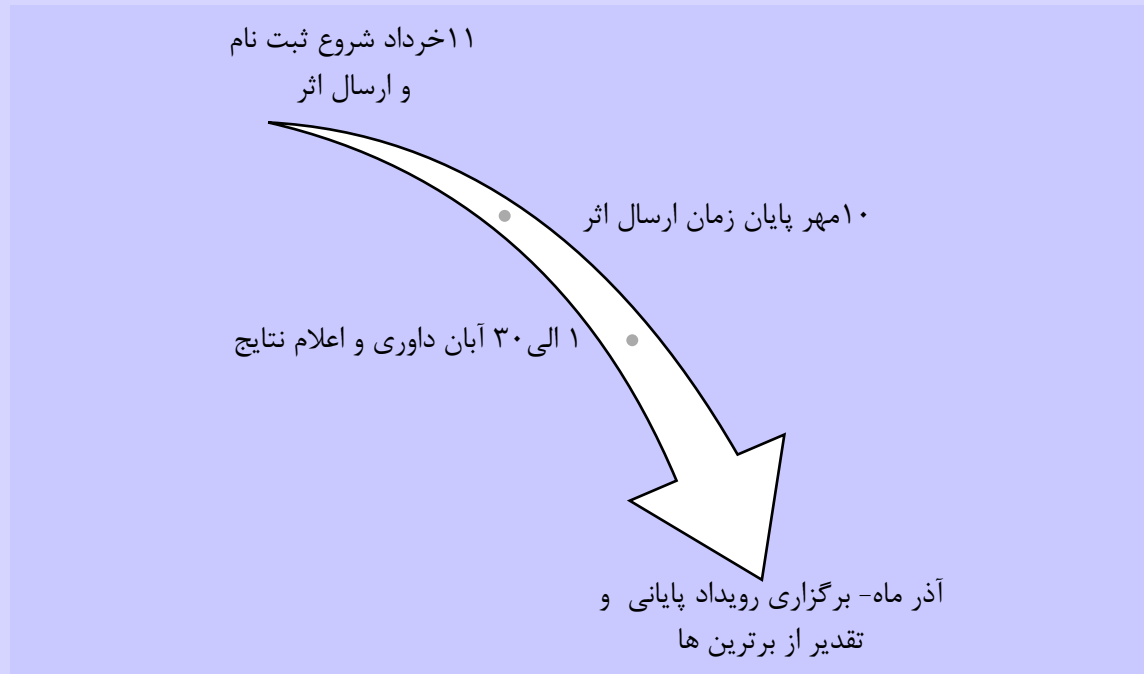 ۱۱خرداد شروع ثبت نام
و ارسال اثر
۱۰مهر پایان زمان ارسال اثر
۱ الی۳۰ آبان داوری و اعلام نتایج
آذر ماه- برگزاری رویداد پایانی و
تقدیر از برترین ها